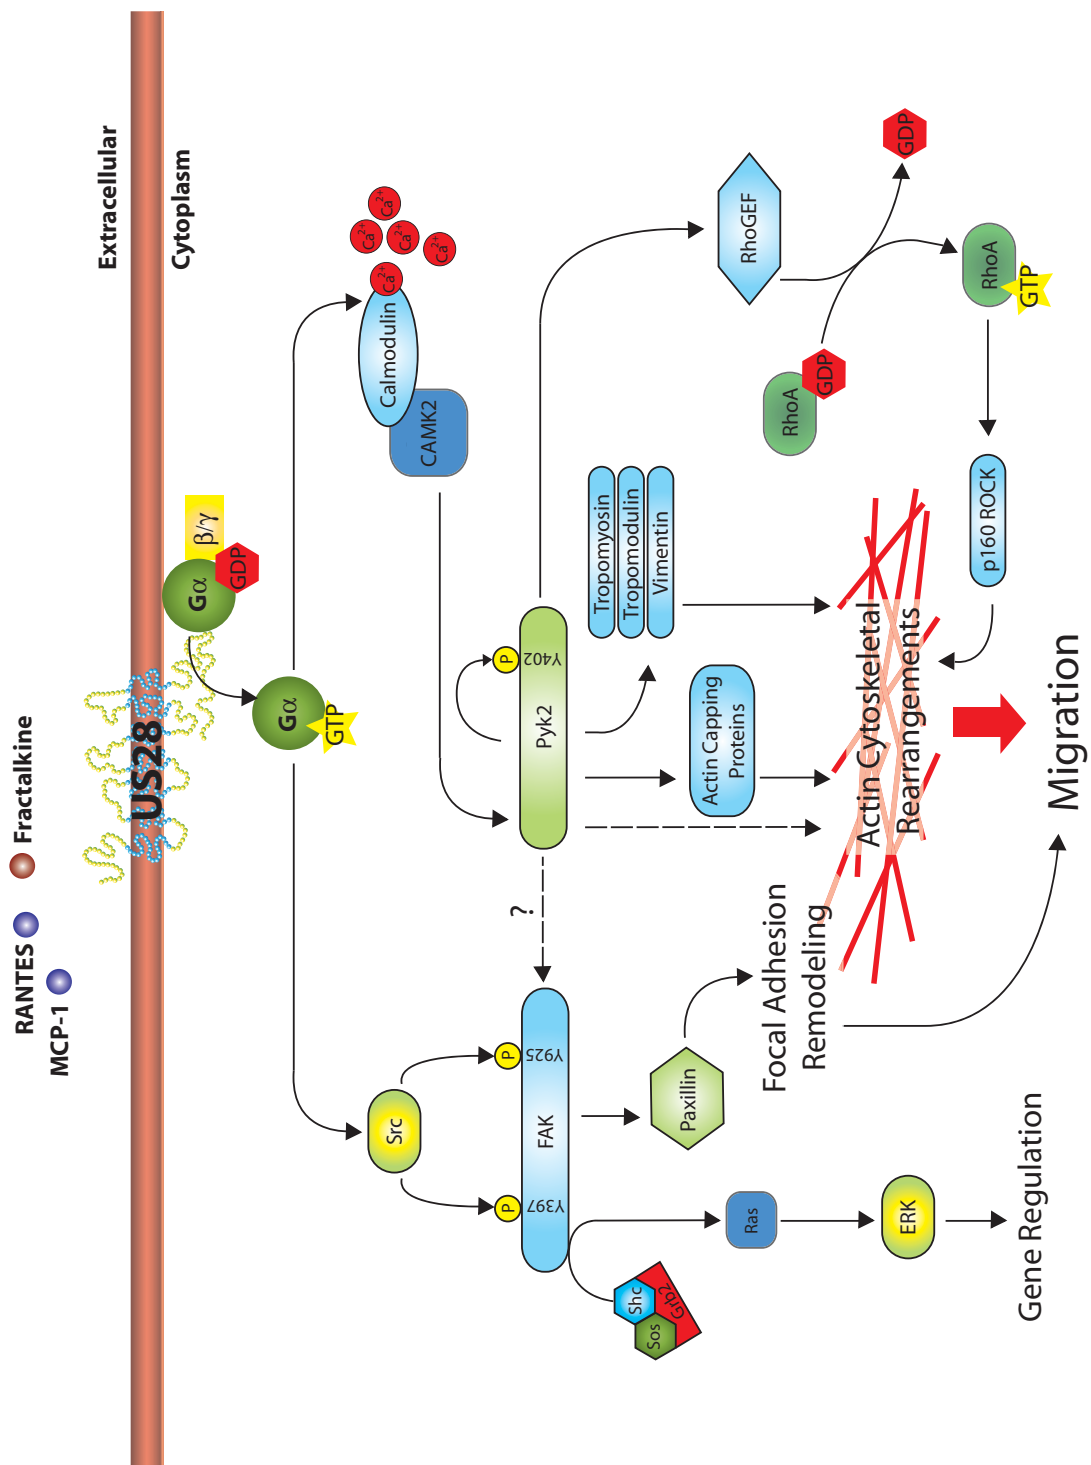 RANTES
MCP-1
Fractalkine
Extracellular
Cytoplasm
US28
Gα
β/γ
GDP
Gα
GTP
Src
Calmodulin
CAMK2
Ca2+
Ca2+
Ca2+
Ca2+
Ca2+
P
Y397
FAK
P
Y925
?
Pyk2
P
Y402
Sos
Shc
Grb2
Paxillin
Actin Capping
Proteins
Tropomyosin
Tropomodulin
Vimentin
RhoGEF
RhoA
GDP
GDP
RhoA
GTP
Ras
ERK
Gene Regulation
Focal Adhesion
Remodeling
Actin Cytoskeletal
Rearrangements
p160 ROCK
Migration